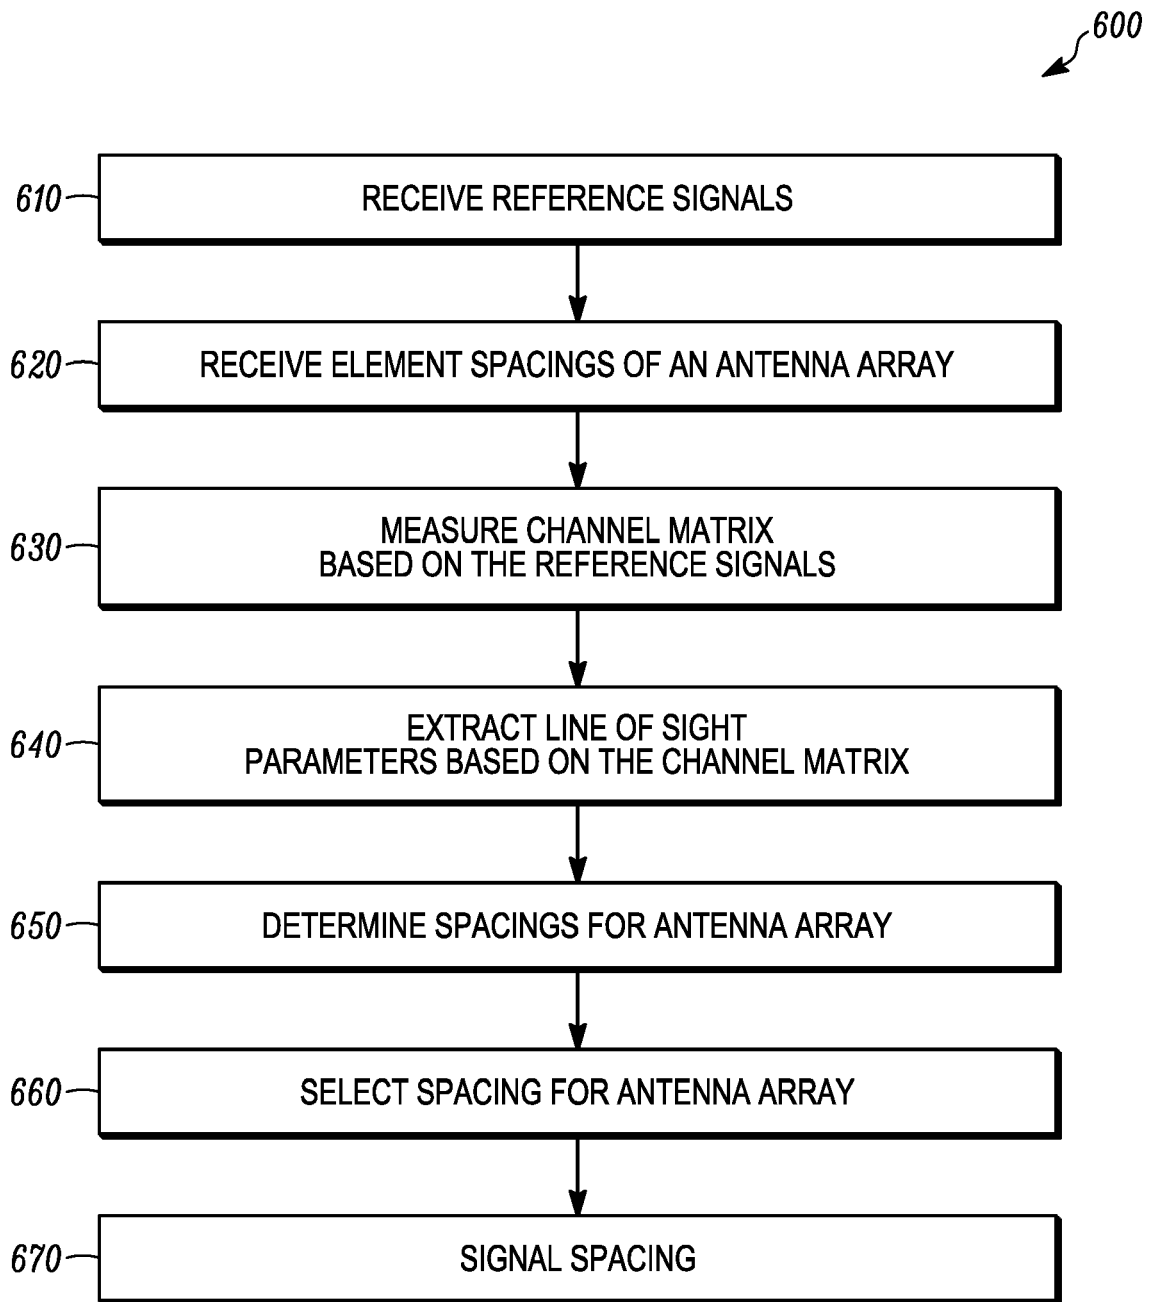 600
610
RECEIVE REFERENCE SIGNALS
620
RECEIVE ELEMENT SPACINGS OF AN ANTENNA ARRAY
630
MEASURE CHANNEL MATRIX
BASED ON THE REFERENCE SIGNALS
640
EXTRACT LINE OF SIGHT
PARAMETERS BASED ON THE CHANNEL MATRIX
650
DETERMINE SPACINGS FOR ANTENNA ARRAY
660
SELECT SPACING FOR ANTENNA ARRAY
670
SIGNAL SPACING